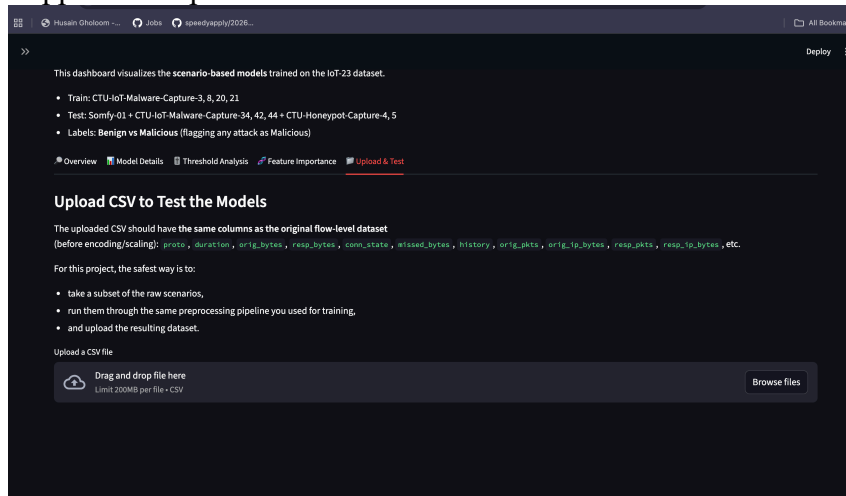 Husain Gholoom -... Jobs speedyapply/2026... All Bookma
Deploy
This dashboard visualizes the scenario-based models trained on the IoT-23 dataset.
• Train: CTU-IoT-Malware-Capture-3, 8, 20, 21
• Test: Somfy-01 + CTU-IoT-Malware-Capture-34, 42, 44 + CTU-Honeypot-Capture-4, 5
• Labels: Benign vs Malicious (flagging any attack as Malicious)
Overview Model Details Threshold Analysis Feature Importance Upload & Test
Upload CSV to Test the Models
The uploaded CSV should have the same columns as the original flow-level dataset
(before encoding/scaling): proto, duration, orig_bytes, resp_bytes, conn_state, missed_bytes, history, orig_pkts, orig_ip_bytes, resp_pkts, resp_ip_bytes, etc.
For this project, the safest way is to:
• take a subset of the raw scenarios,
• run them through the same preprocessing pipeline you used for training,
• and upload the resulting dataset.
Upload a CSV file
Drag and drop file here
Limit 200MB per file • CSV
Browse files